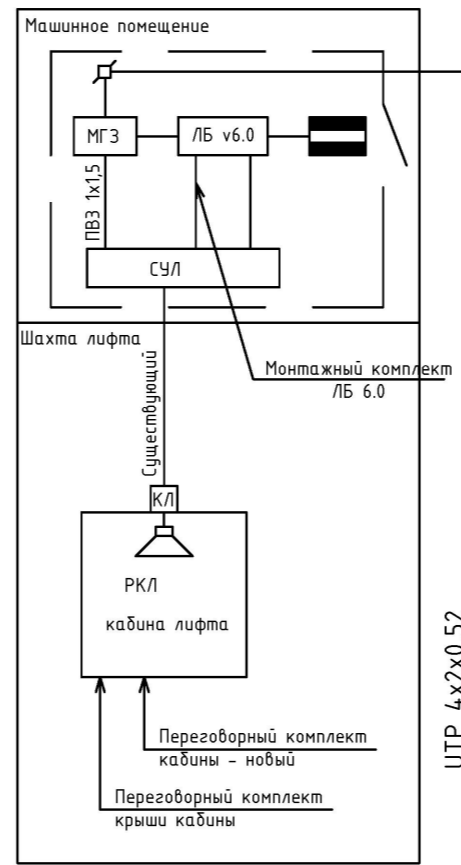 Машинное помещение
МГЗ
ЛБ v6.0
ПВЗ 1х1,5
СУЛ
Шахта лифта
Монтажный комплект
ЛБ 6.0
Существующий
КЛ
РКЛ
кабина лифта
UTP 4x2x0.52
Переговорный комплект
кабины - новый
Переговорный комплект
крыши кабины